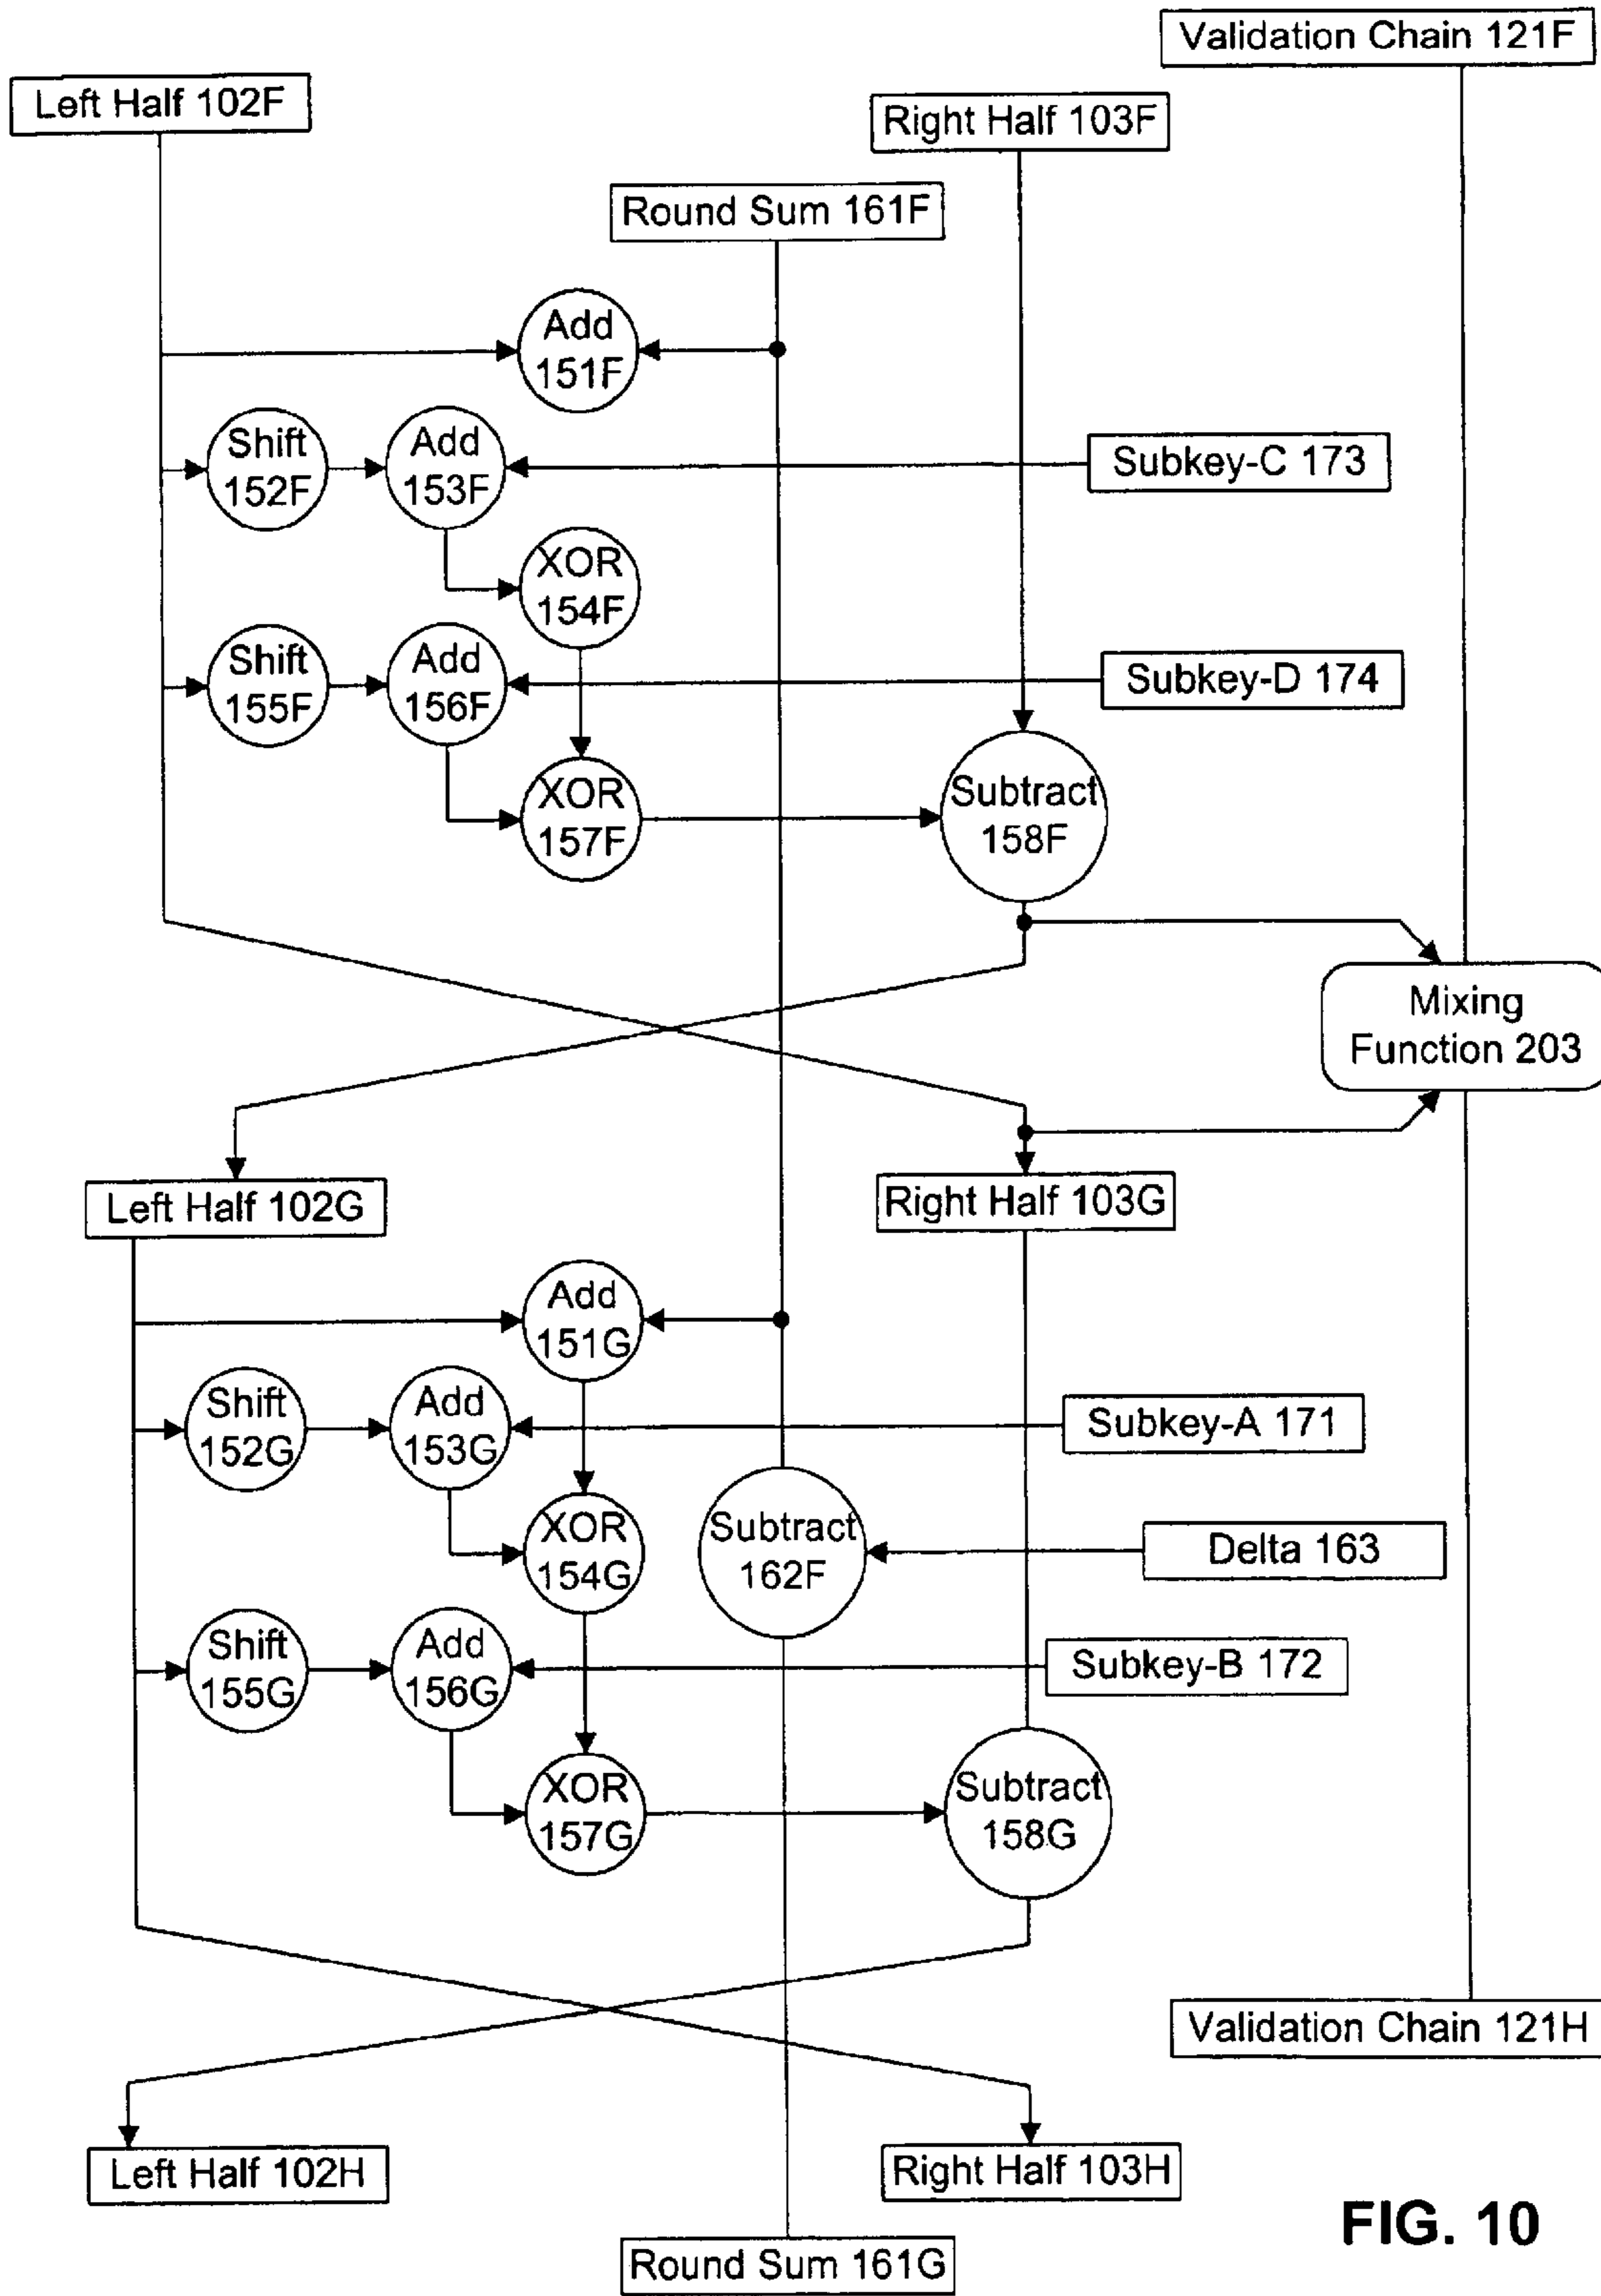 Validation Chain 121F
Left Half 102F
Right Half 103F
Round Sum 161F
Add
151F
Shift
152F
Add
153F
Subkey-C 173
XOR
154F
Shift
155F
Add
156F
Subkey-D 174
XOR
157F
Subtract
158F
Mixing
Function 203
Left Half 102G
Right Half 103G
Add
151G
Shift
152G
Add
153G
Subkey-A 171
XOR
154G
Subtract
162F
Delta 163
Shift
155G
Add
156G
Subkey-B 172
XOR
157G
Subtract
158G
Validation Chain 121H
Left Half 102H
Right Half 103H
FIG. 10
Round Sum 161G